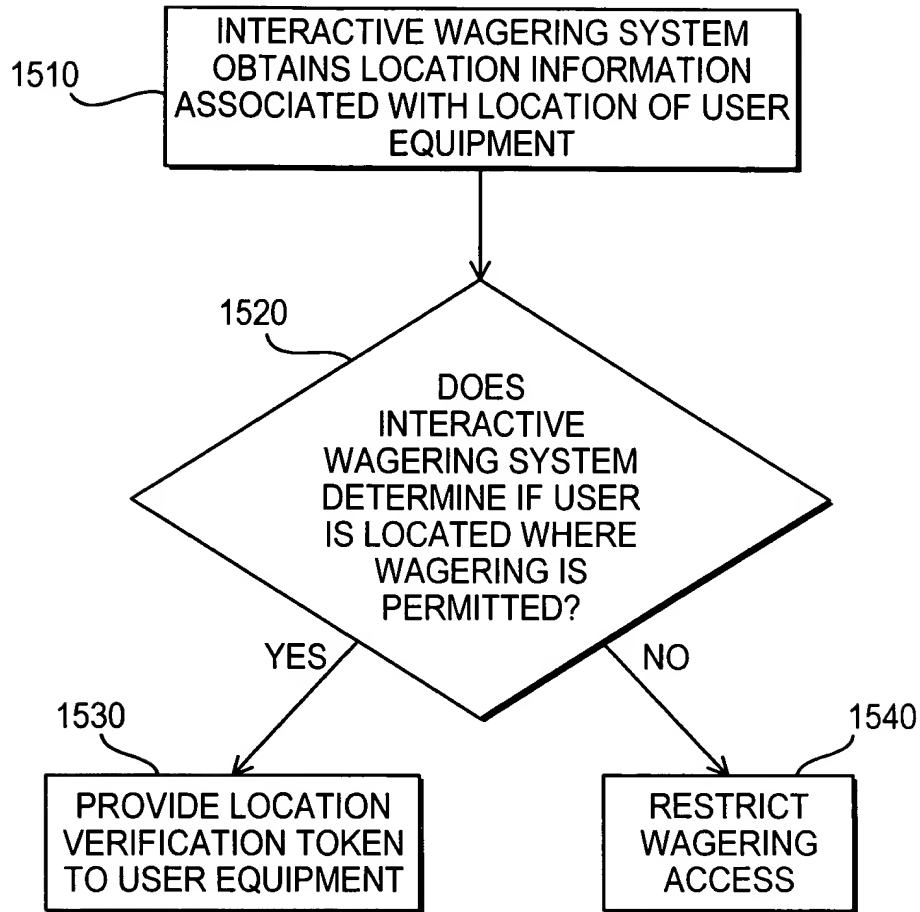 INTERACTIVE WAGERING SYSTEM
OBTAINS LOCATION INFORMATION
ASSOCIATED WITH LOCATION OF USER
EQUIPMENT
1510
1520
DOES
INTERACTIVE
WAGERING SYSTEM
DETERMINE IF USER
IS LOCATED WHERE
WAGERING IS
PERMITTED?
YES
NO
1530
PROVIDE LOCATION
VERIFICATION TOKEN
TO USER EQUIPMENT
1540
RESTRICT
WAGERING
ACCESS